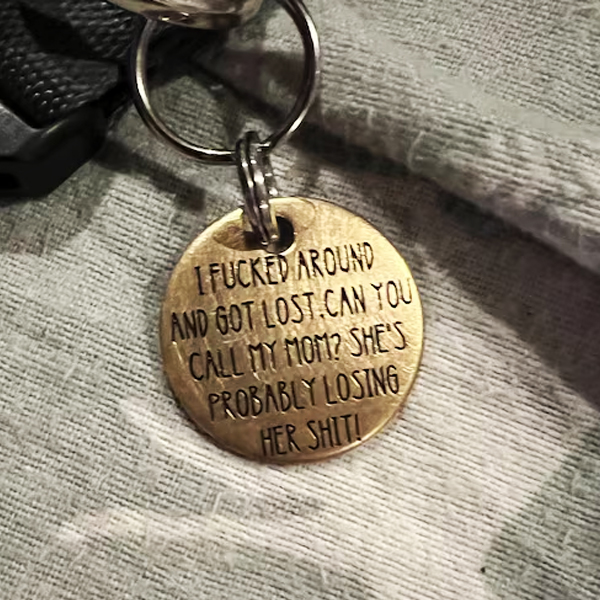 I FUCKED AROUND
AND GOT LOST.CAN YOU
CALL MY MOM? SHE'S
PROBABLY LOSING
HER SHIT!